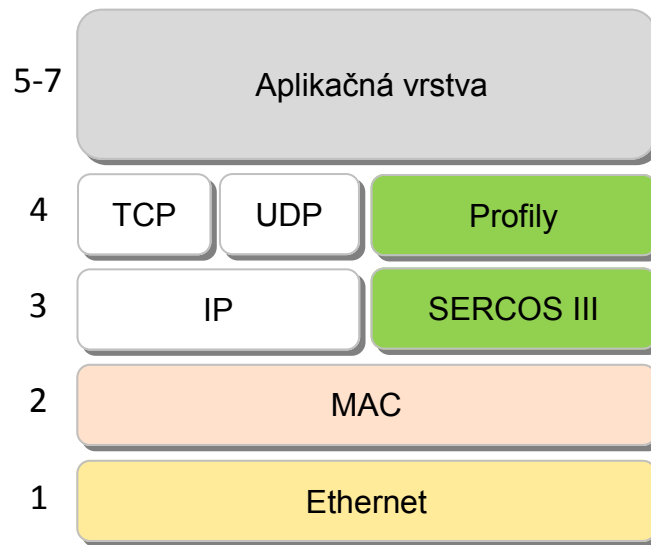 5-7 Aplikačná vrstva
4 TCP UDP Profily
3 IP SERCOS III
2 MAC
1 Ethernet